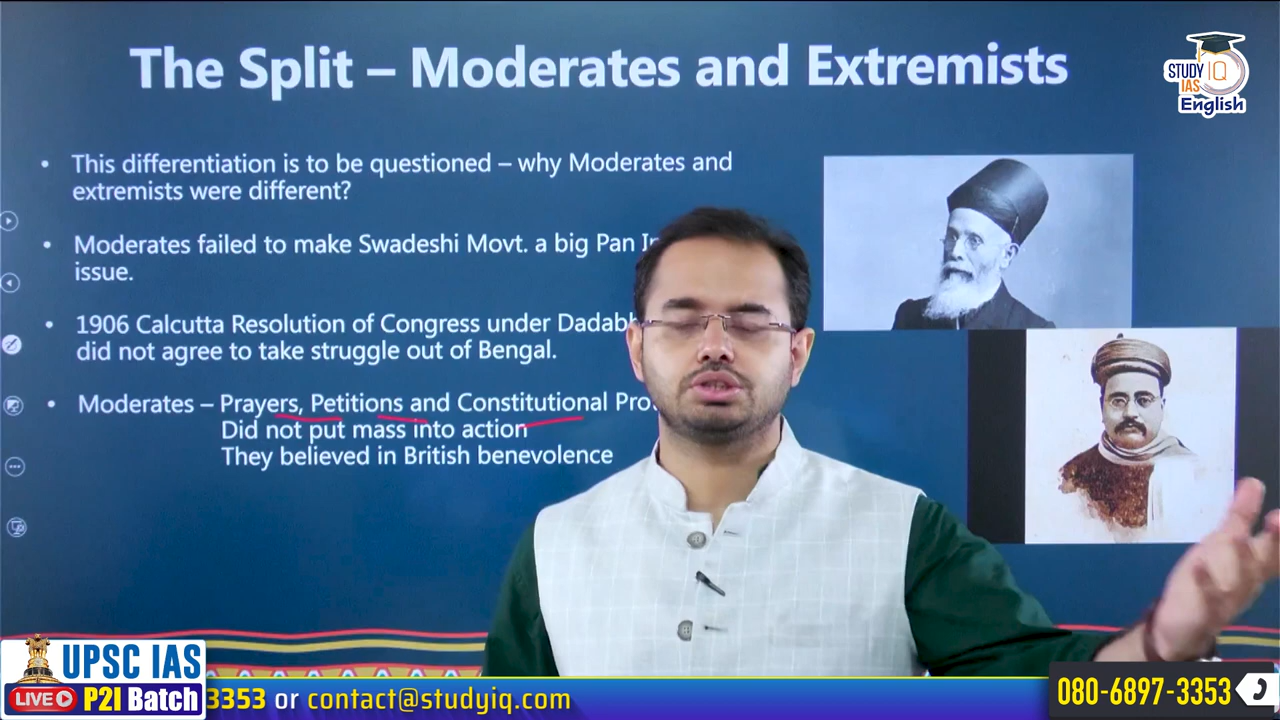 The Split – Moderates and Extremists
STUDY IQ
IAS
English
• This differentiation is to be questioned – why Moderates and
extremists were different?
• Moderates failed to make Swadeshi Movt. a big Pan
issue.
• 1906 Calcutta Resolution of Congress under
did not agree to take struggle out of Bengal.
• Moderates – Prayers, Petitions and Constitutional
Did not put mass into action
They believed in British benevolence
UPSC IAS
LIVE P2I Batch
3353 or contact@studyiq.com
080-6897-3353